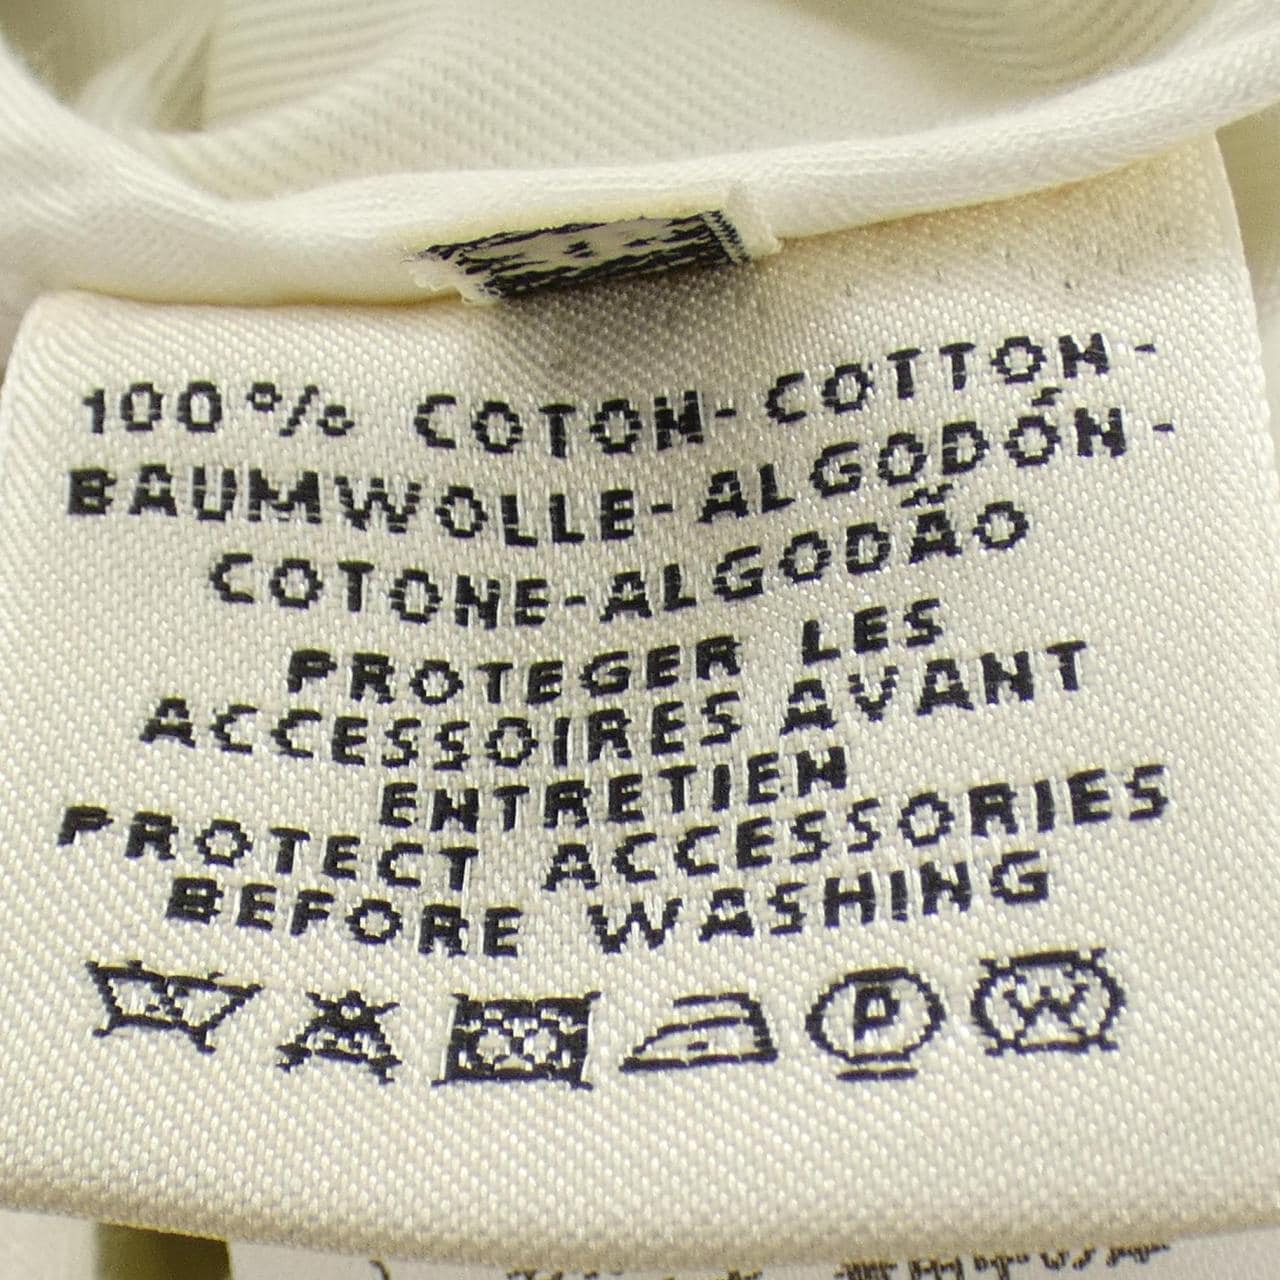 100% COTON-COTTON-
BAUMWOLLE-ALGODÓN-
COTONE-ALGODÃO
PROTEGER LES
ACCESSOIRES AVANT
ENTRETIEN
PROTECT ACCESSORIES
BEFORE WASHING
P W